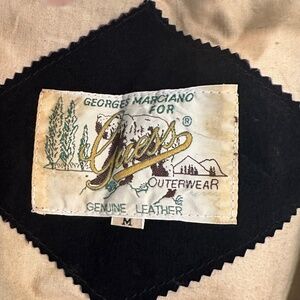 GEORGES MARCIANO
FOR
Guess ®
OUTERWEAR
GENUINE LEATHER
M